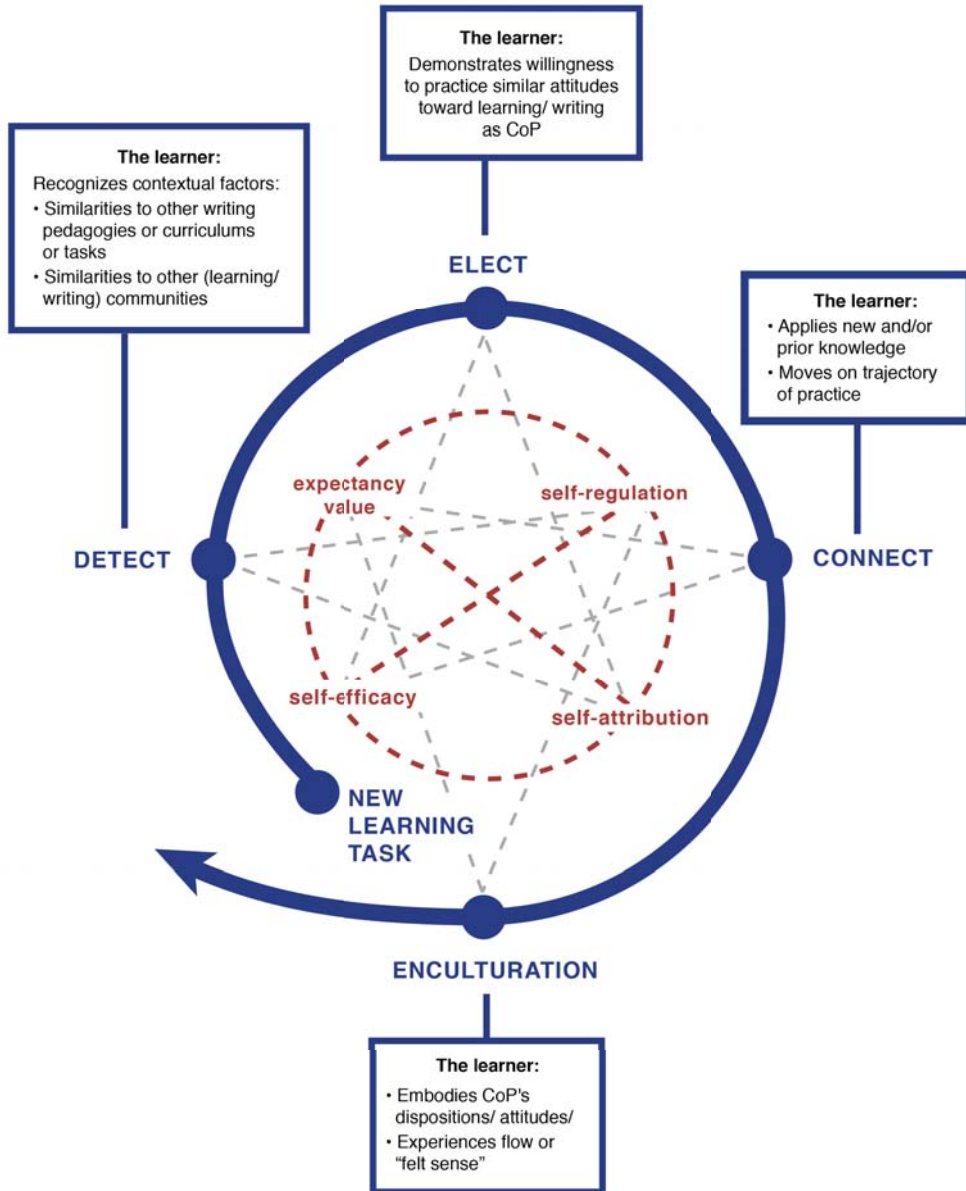 The learner:
Demonstrates willingness
to practice similar attitudes
toward learning/ writing
as CoP
The learner:
Recognizes contextual factors:
• Similarities to other writing
pedagogies or curriculums
or tasks
• Similarities to other (learning/
writing) communities
ELECT
The learner:
• Applies new and/or
prior knowledge
• Moves on trajectory
of practice
expectancy
value
self-regulation
DETECT
CONNECT
self-efficacy
self-attribution
NEW
LEARNING
TASK
ENCULTURATION
The learner:
• Embodies CoP's
dispositions/ attitudes/
• Experiences flow or
“felt sense”